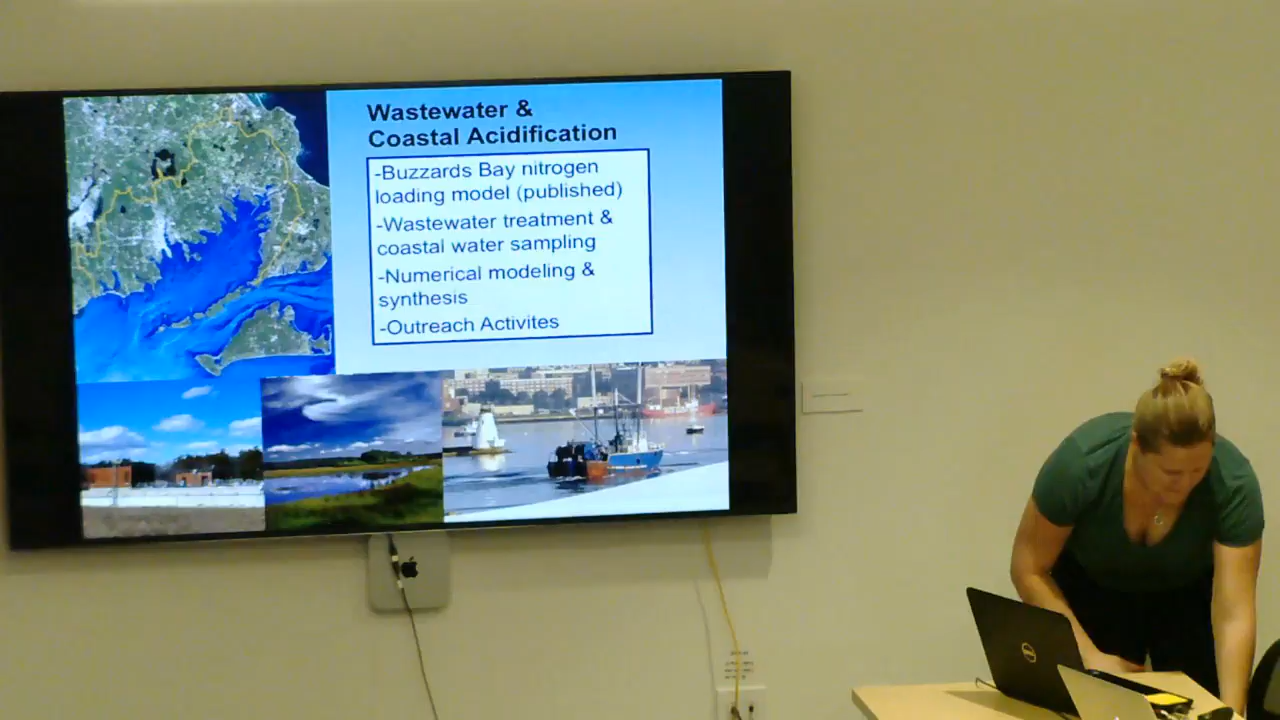 Wastewater &
Coastal Acidification
-Buzzards Bay nitrogen
loading model (published)
-Wastewater treatment &
coastal water sampling
-Numerical modeling &
synthesis
-Outreach Activites
DELL